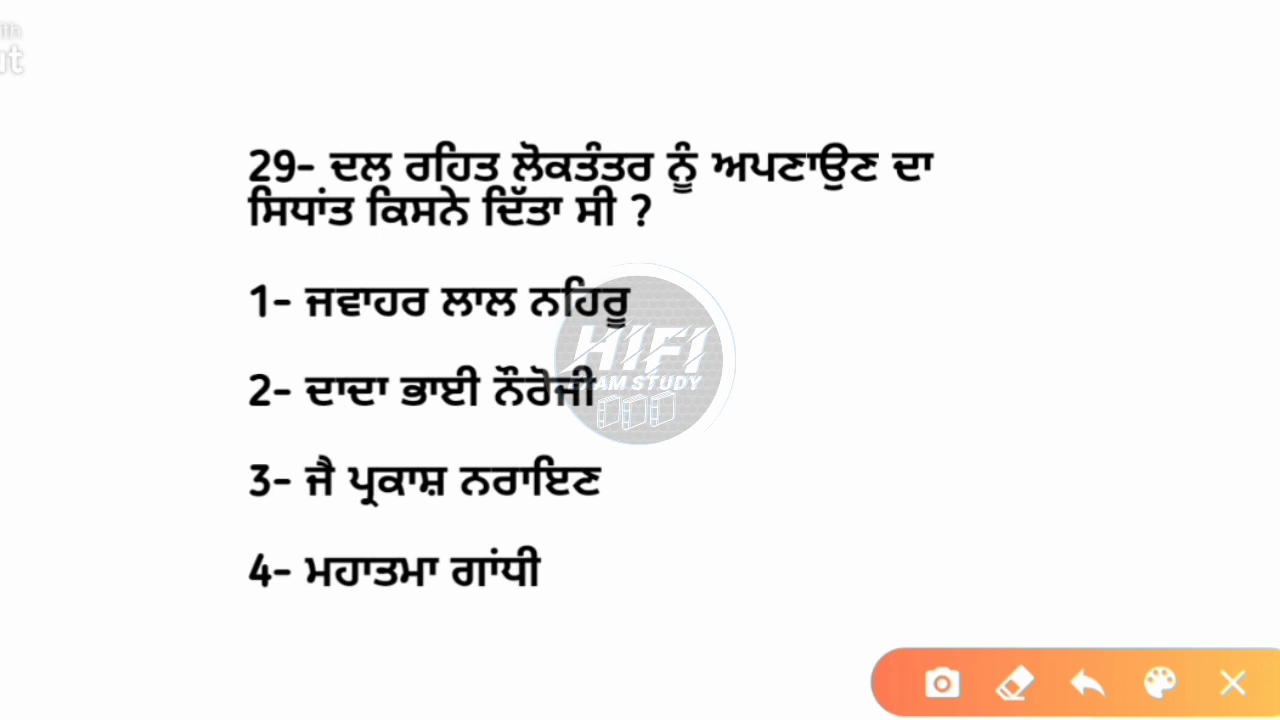 29- ਦਲ ਰਹਿਤ ਲੋਕਤੰਤਰ ਨੂੰ ਅਪਣਾਉਣ ਦਾ
ਸਿਧਾਂਤ ਕਿਸਨੇ ਦਿੱਤਾ ਸੀ ?
1- ਜਵਾਹਰ ਲਾਲ ਨਹਿਰੂ
2- ਦਾਦਾ ਭਾਈ ਨੌਰੋਜੀ
HIFI
EXAM STUDY
3- ਜੈ ਪ੍ਰਕਾਸ਼ ਨਰਾਇਣ
4- ਮਹਾਤਮਾ ਗਾਂਧੀ